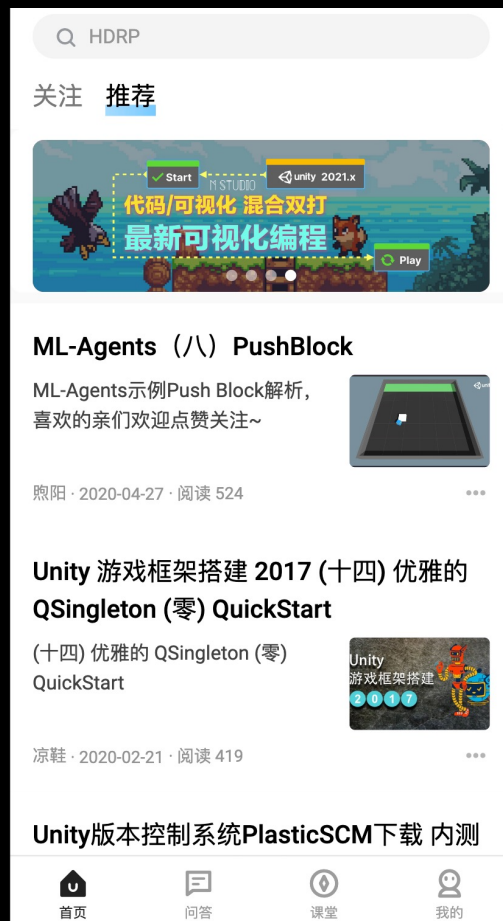 HDRP
关注 推荐
Start
unity 2021.x
M STUDIO
代码/可视化 混合双打
最新可视化编程
Play
ML-Agents（八）PushBlock
ML-Agents示例Push Block解析，
喜欢的亲们欢迎点赞关注~
unity
煦阳 · 2020-04-27 · 阅读 524
Unity 游戏框架搭建 2017 (十四) 优雅的
QSingleton (零) QuickStart
(十四) 优雅的 QSingleton (零)
QuickStart
Unity
游戏框架搭建
2017
凉鞋 · 2020-02-21 · 阅读 419
Unity版本控制系统PlasticSCM下载 内测
首页 问答 课堂 我的